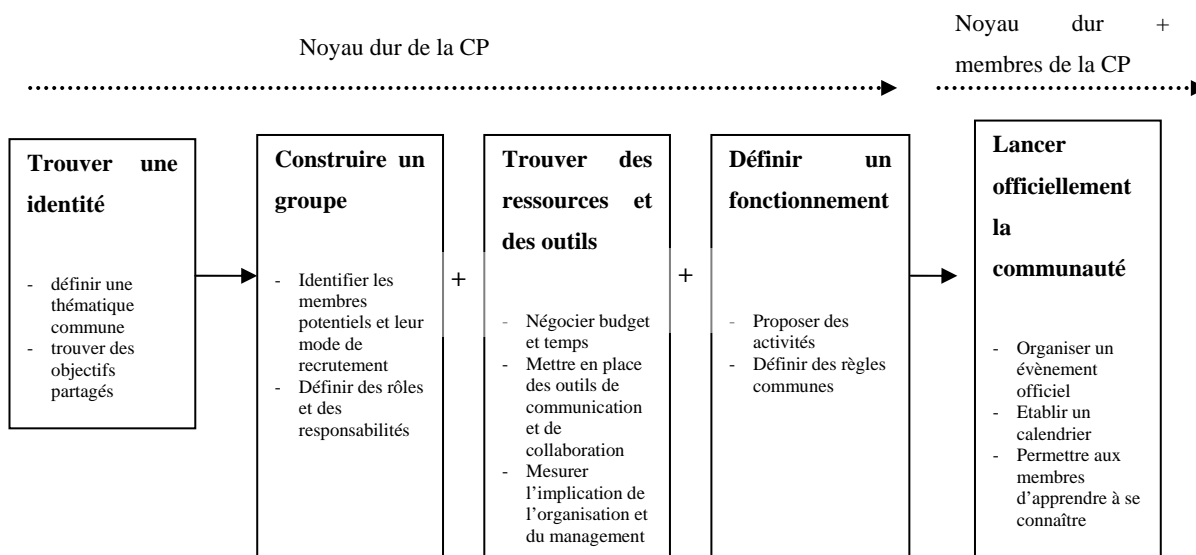 Noyau dur de la CP
Noyau dur +
membres de la CP
Trouver une
identité
- définir une
thématique
commune
- trouver des
objectifs
partagés
Construire un
groupe
- Identifier les
membres
potentiels et leur
mode de
recrutement
- Définir des rôles
et des
responsabilités
+
Trouver des
ressources et
des outils
- Négocier budget
et temps
- Mettre en place
des outils de
communication
et de
collaboration
- Mesurer
l’implication de
l’organisation et
du management
+
Définir un
fonctionnement
- Proposer des
activités
- Définir des règles
communes
Lancer
officiellement
la
communauté
- Organiser un
évènement
officiel
- Etablir un
calendrier
- Permettre aux
membres
d’apprendre à se
connaître